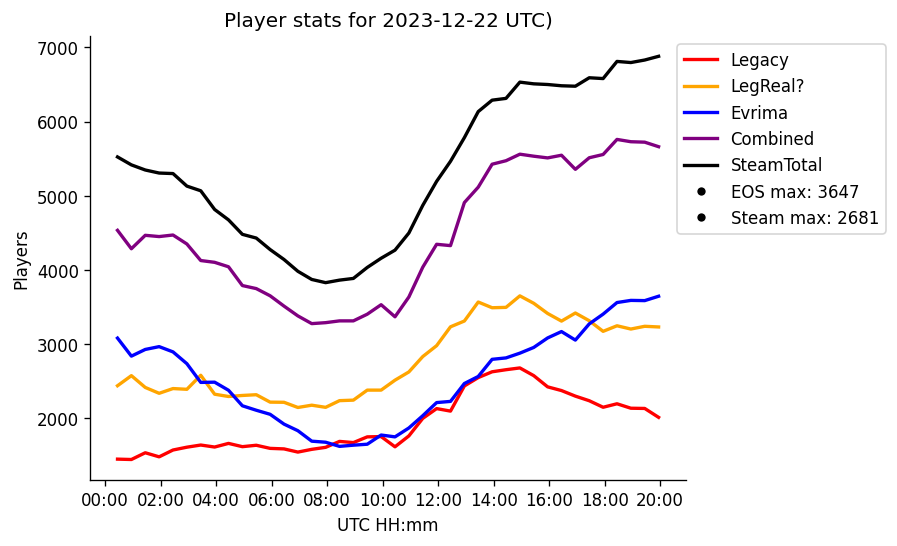 Player stats for 2023-12-22 UTC)
7000
6000
5000
4000
3000
2000
Players
00:00 02:00 04:00 06:00 08:00 10:00 12:00 14:00 16:00 18:00 20:00
UTC HH:mm
Legacy
LegReal?
Evrima
Combined
SteamTotal
EOS max: 3647
Steam max: 2681